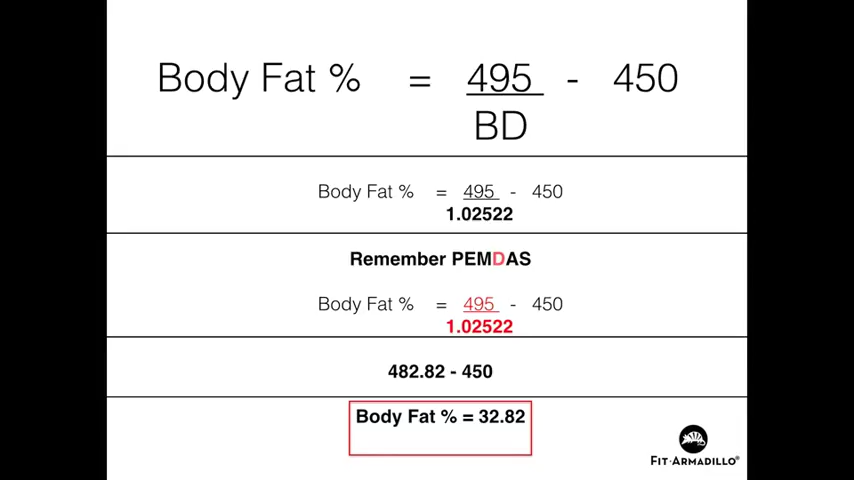 Body Fat % = 495 - 450
BD
Body Fat % = 495 - 450
1.02522
Remember PEMDAS
Body Fat % = 495 - 450
1.02522
482.82 - 450
Body Fat % = 32.82
FIT·ARMADILLO®